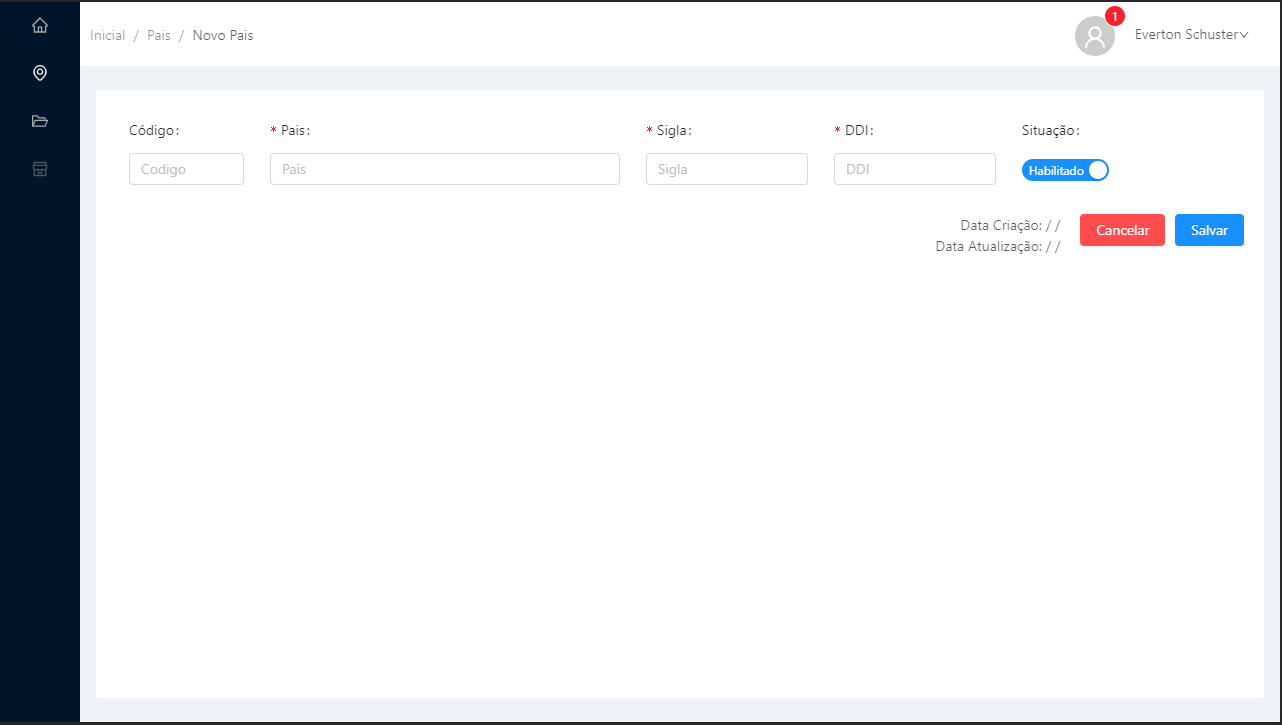 Inicial / Pais / Novo Pais
1
Everton Schuster
Código:
* Pais:
* Sigla:
* DDI:
Situação:
Codigo
Pais
Sigla
DDI
Habilitado
Data Criação: / /
Data Atualização: / /
Cancelar
Salvar